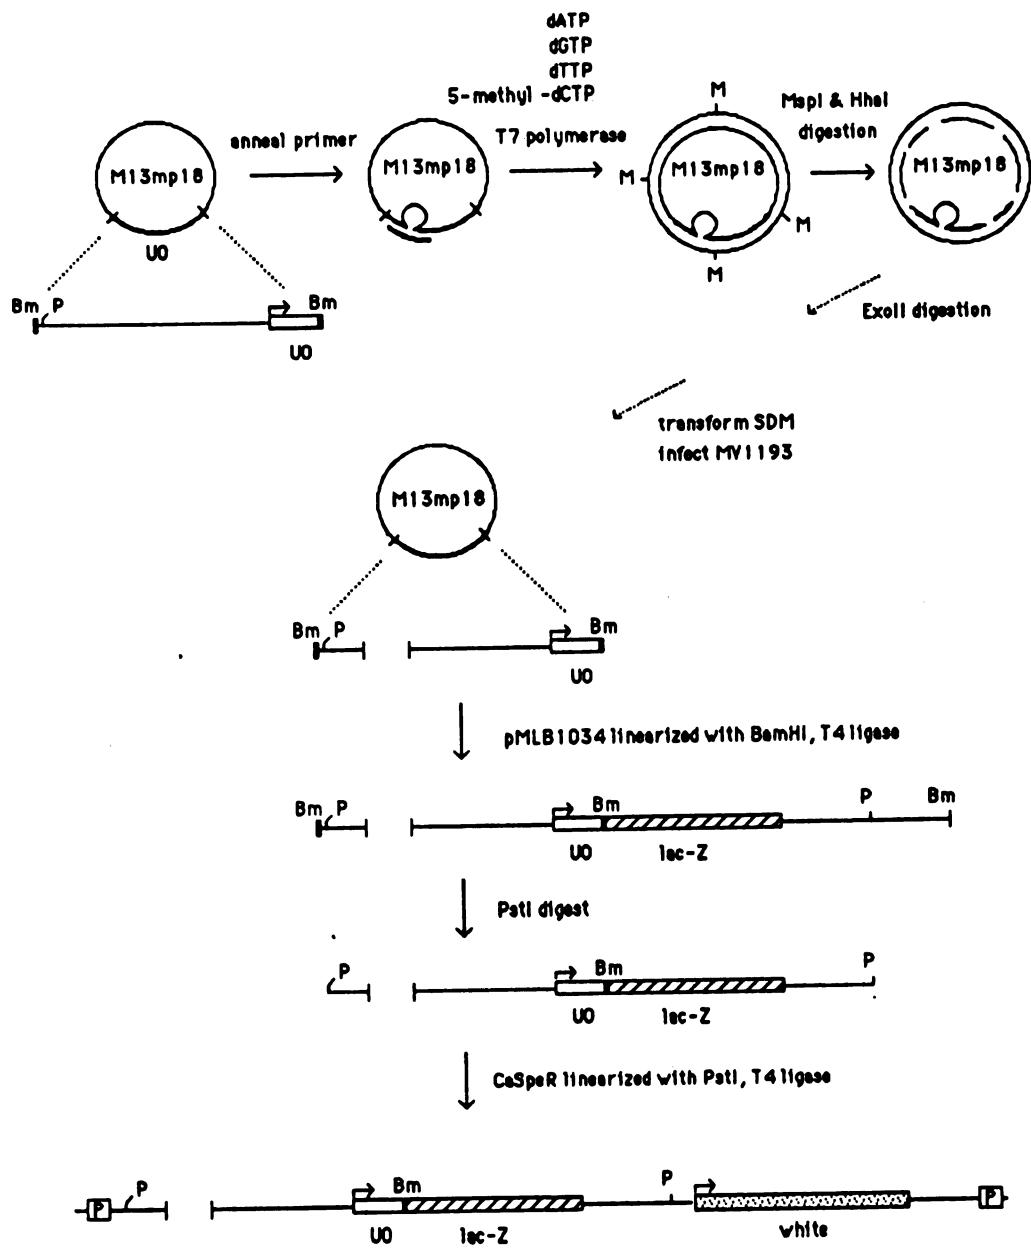 dATP
dGTP
dTTP
5-methyl -dCTP
anneal primer
T7 polymerase
MspI & HhaI
digestion
M13mp18
M13mp18
M
M
M
M
M13mp18
M13mp18
UO
Bm P
Bm
UO
ExoIII digestion
transform SDM
infect MV1193
M13mp18
Bm P
Bm
UO
pMLB1034 linearized with BamHI, T4 ligase
Bm P
Bm
P
Bm
UO
lac-Z
PstI digest
P
Bm
P
UO
lac-Z
CaSpeR linearized with PstI, T4 ligase
P
P
Bm
P
P
UO
lac-Z
white